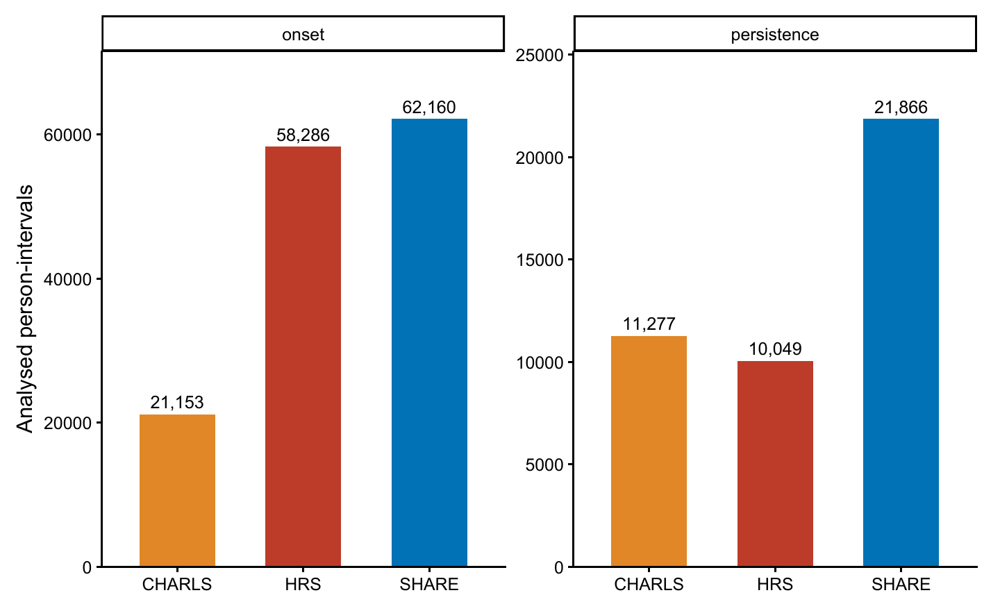 onset
persistence
Analysed person-intervals
60000
40000
20000
0
21,153
58,286
62,160
CHARLS
HRS
SHARE
25000
20000
15000
10000
5000
0
11,277
10,049
21,866
CHARLS
HRS
SHARE